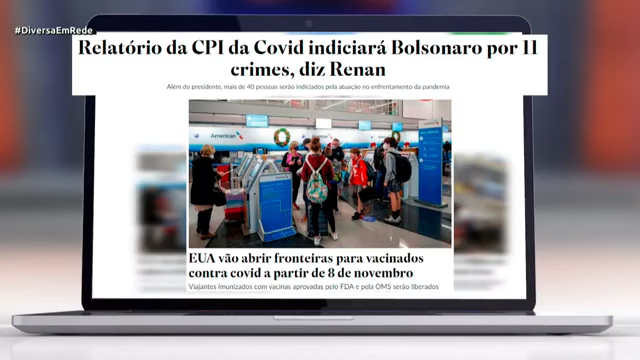 #DiversaEmRede
Relatório da CPI da Covid indiciará Bolsonaro por 11
crimes, diz Renan
Além do presidente, mais de 40 pessoas serão indiciados pela atuação no enfrentamento da pandemia
American
EUA vão abrir fronteiras para vacinados
contra covid a partir de 8 de novembro
Viajantes imunizados com vacinas aprovadas pelo FDA e pela OMS serão liberados